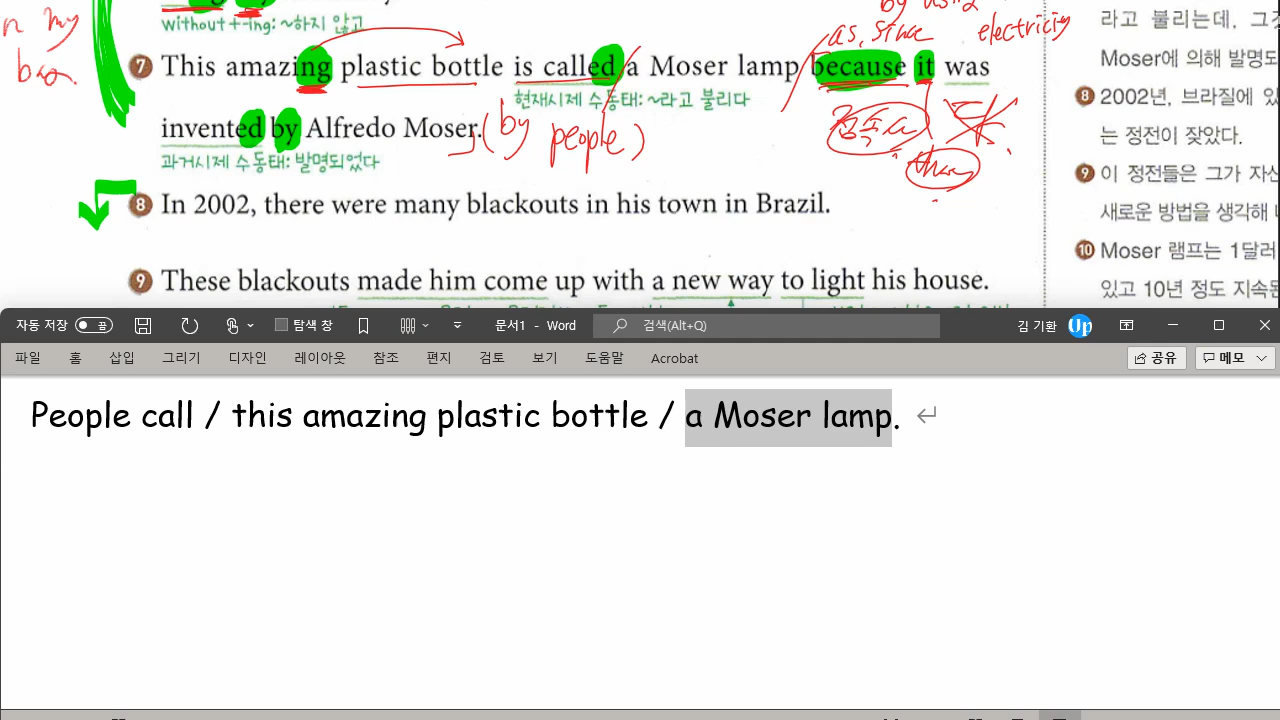 n my
without +-ing: ~하지 않고
by using
as, since
electricity
❼ This amazing plastic bottle is called a Moser lamp because it was
현재시제 수동태: ~라고 불리다
invented by Alfredo Moser.
(by people)
접속사
과거시제 수동태: 발명되었다
❽ In 2002, there were many blackouts in his town in Brazil.
❾ These blackouts made him come up with a new way to light his house.
라고 불리는데, 그것
Moser에 의해 발명도
❽ 2002년, 브라질에 있
는 정전이 잦았다.
❾ 이 정전들은 그가 자신
새로운 방법을 생각해 내
❿ Moser 램프는 1달러
있고 10년 정도 지속된
자동 저장 끔 탐색 창 문서1 - Word 검색(Alt+Q) 김 기환 Up
파일 홈 삽입 그리기 디자인 레이아웃 참조 편지 검토 보기 도움말 Acrobat 공유 메모
People call / this amazing plastic bottle / a Moser lamp.